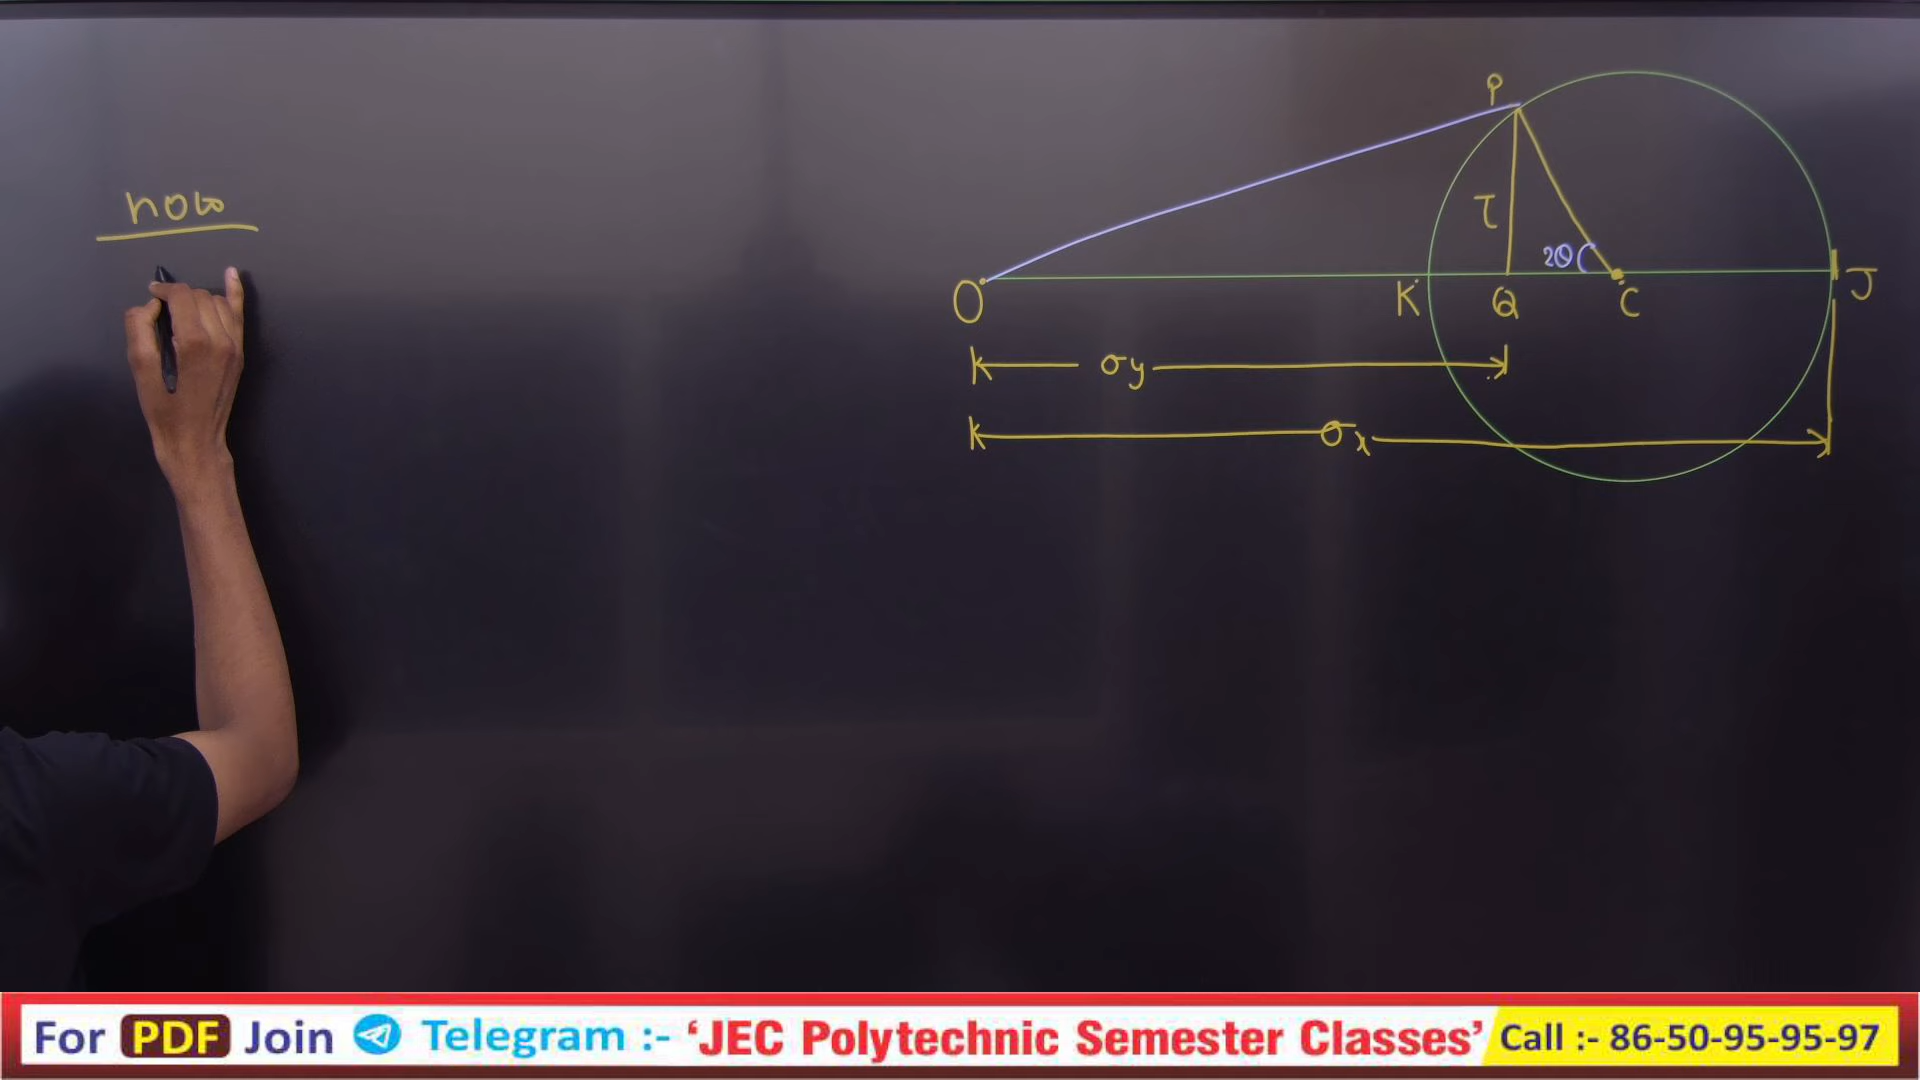 now
P
τ
2θ
O
K
Q
C
J
σy
σx
For PDF Join Telegram :- ‘JEC Polytechnic Semester Classes’ Call :- 86-50-95-95-97